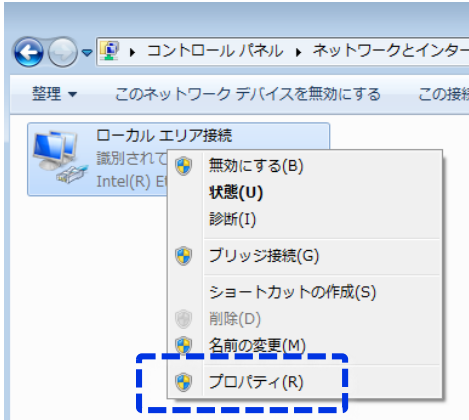 コントロール パネル ▸ ネットワークとインター
整理 ▼ このネットワーク デバイスを無効にする この接続
ローカル エリア接続
識別されて
Intel(R)
無効にする(B)
状態(U)
診断(I)
ブリッジ接続(G)
ショートカットの作成(S)
削除(D)
名前の変更(M)
プロパティ(R)